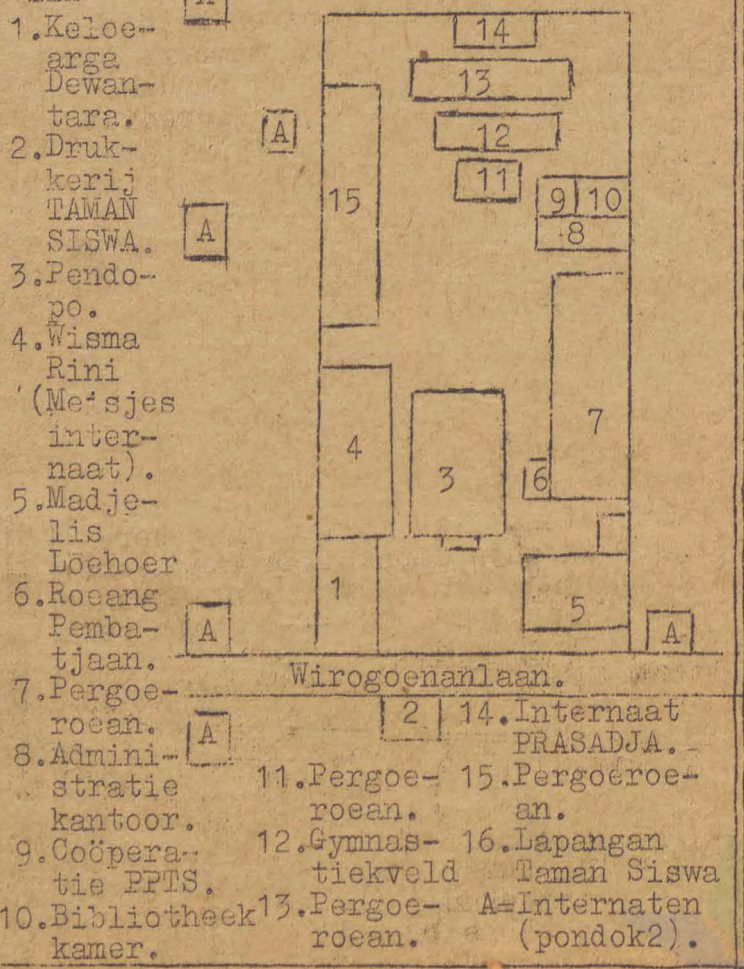 1.Keloe-
arga
Dewan-
tara.
2.Druk-
kerij
TAMAN
SISWA.
3.Pendo-
po.
4.Wisma
Rini
(Meisjes
inter-
naat).
5.Madje-
lis
Loehoer
6.Roeang
Pemba-
tjaan.
7.Pergoe-
roean.
8.Admini-
stratie
kantoor.
9.Coöpera-
tie PPTS.
10.Bibliotheek
kamer.
11.Pergoe-
roean.
12.Gymnas-
tiekveld
13.Pergoe-
roean.
14.Internaat
PRASADJA.
15.Pergoeroe-
an.
16.Lapangan
Taman Siswa
A=Internaten
(pondok2).
14
13
A
12
11
15
9 10
A
8
7
4
3
6
1
5
A
A
Wirogoenanlaan.
2
A